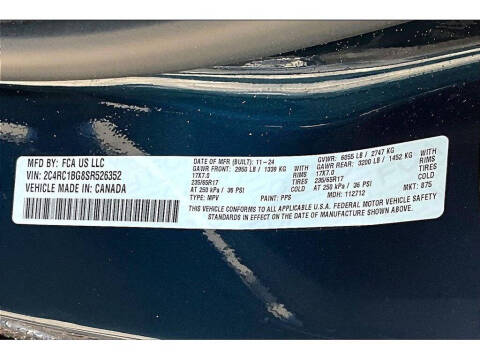 MFD BY: FCA US LLC
VIN: 2C4RC1BG8SR526352
VEHICLE MADE IN: CANADA
DATE OF MFR (BUILT): 11-24
GAWR FRONT: 2950 LB / 1339 KG WITH
17X7.0 RIMS
235/65R17 TIRES
AT 250 kPa / 36 PSI
TYPE: MPV PAINT: PPS
GVWR: 6055 LB / 2747 KG
GAWR REAR: 3200 LB / 1452 KG WITH
17X7.0 RIMS
235/65R17 TIRES
AT 250 kPa / 36 PSI
MDH: 112712 MKT: 875
THIS VEHICLE CONFORMS TO ALL APPLICABLE U.S.A. FEDERAL MOTOR VEHICLE SAFETY
STANDARDS IN EFFECT ON THE DATE OF MANUFACTURE SHOWN ABOVE.